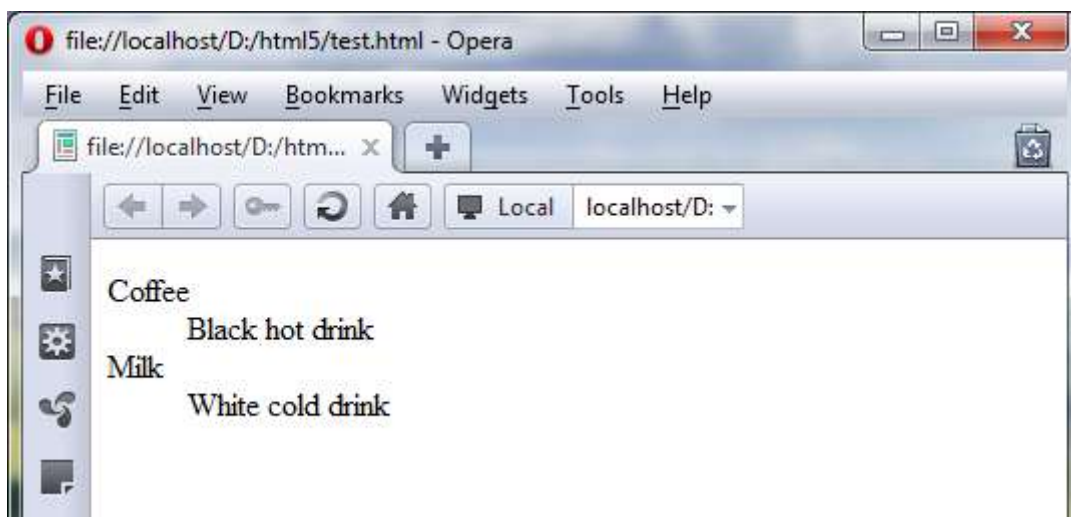 file://localhost/D:/html5/test.html - Opera
File Edit View Bookmarks Widgets Tools Help
file://localhost/D:/htm...
Local localhost/D:
Coffee
Black hot drink
Milk
White cold drink